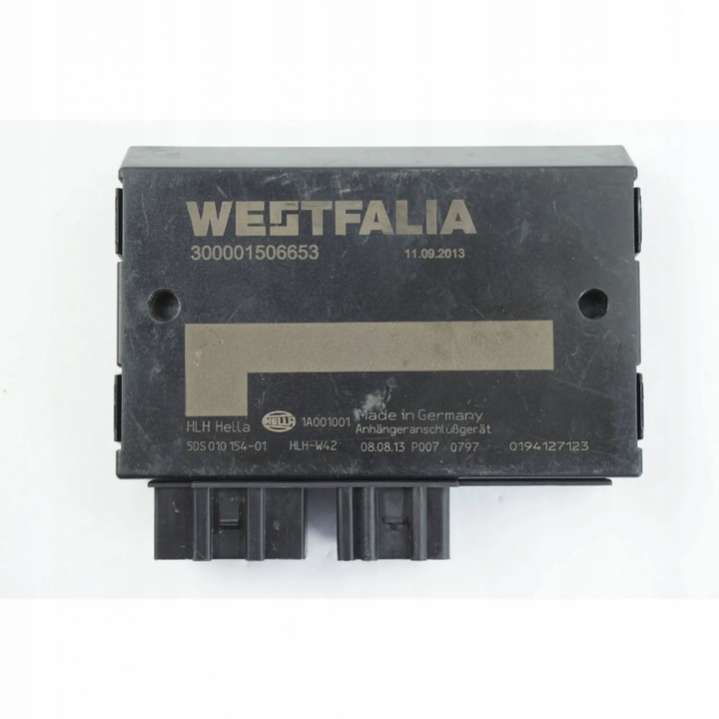 WESTFALIA
300001506653 11.09.2013
HLH Hella HELLA 1A001001 Made in Germany
Anhängeranschlußgerät
5DS 010 154-01 HLH-W42 08.08.13 P007 0797 0194127123